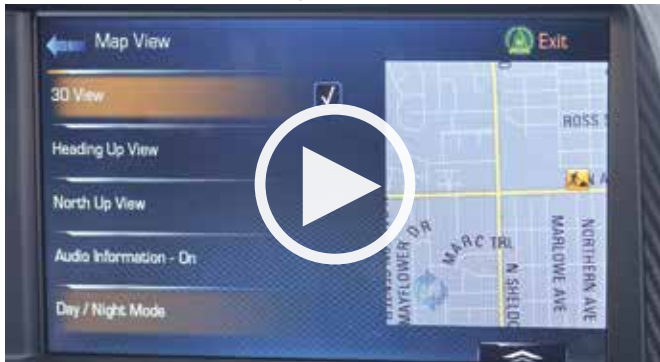 Map View
Exit
3D View
Heading Up View
North Up View
Audio Information - On
Day / Night Mode
ROSS
MAYFLOWER DR
MARC TRL
N SHELDO
MARLOWE AVE
NORTHERN AVE